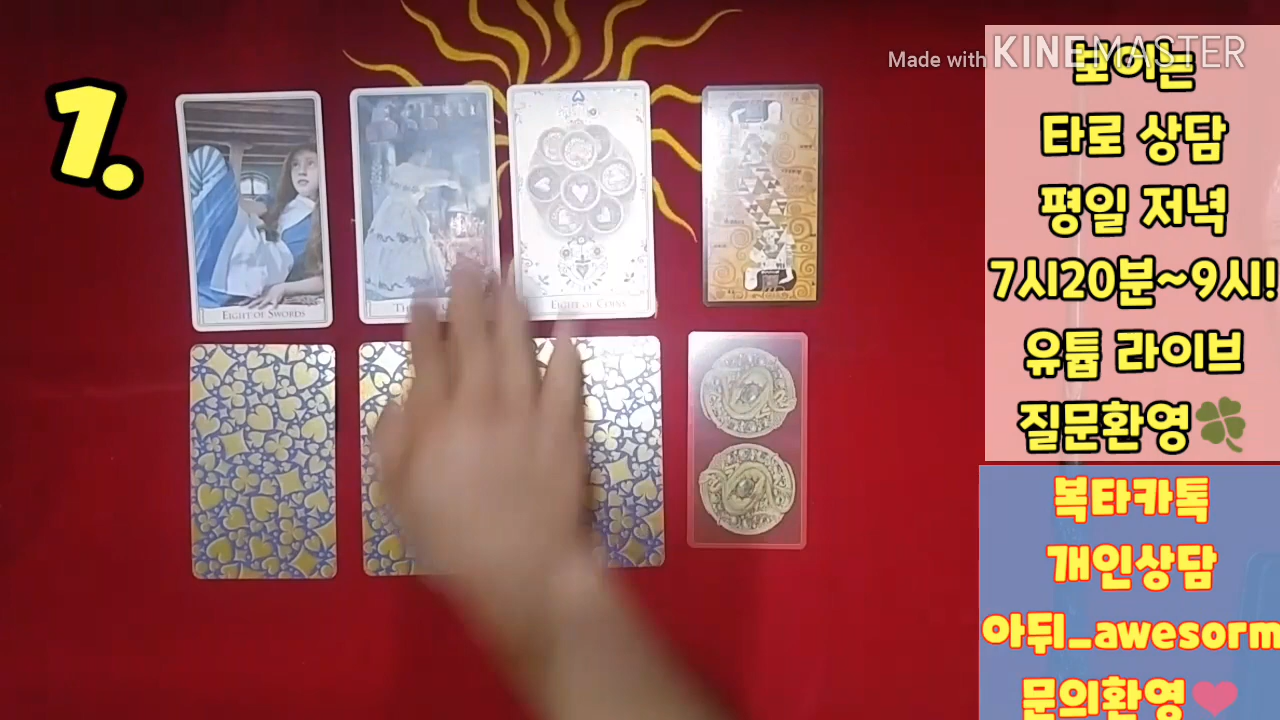 1.
Made with KINEMASTER
보이는
타로 상담
평일 저녁
7시20분~9시!
유튭 라이브
질문환영🍀
복타카톡
개인상담
아뒤_awesorm
문의환영❤
EIGHT OF SWORDS
EIGHT OF COINS